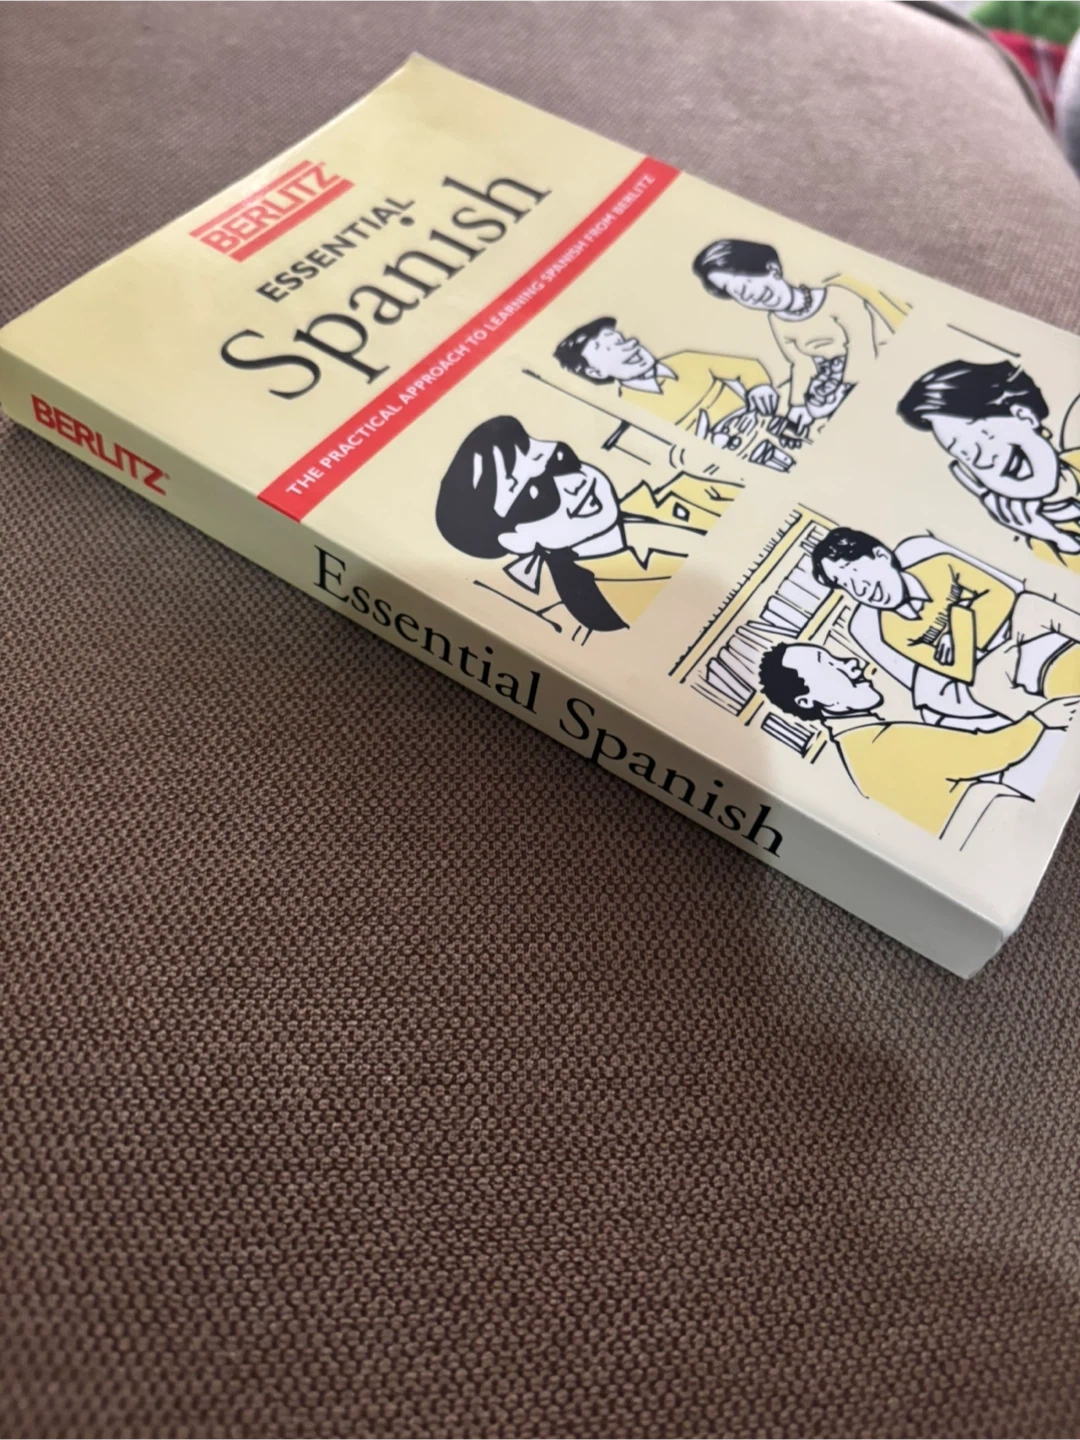 BERLITZ
ESSENTIAL
Spanish
THE PRACTICAL APPROACH TO LEARNING SPANISH FROM BERLITZ
BERLITZ
Essential Spanish